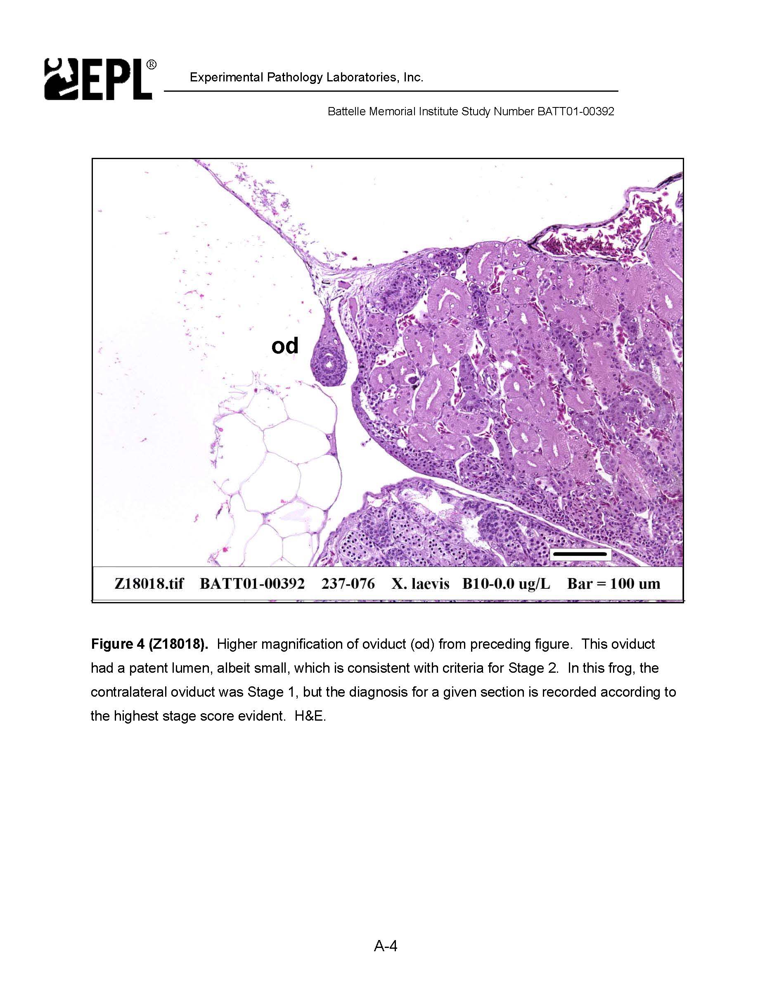 EPL®
Experimental Pathology Laboratories, Inc.
Battelle Memorial Institute Study Number BATT01-00392
od
Z18018.tif BATT01-00392 237-076 X. laevis B10-0.0 ug/L Bar = 100 um
Figure 4 (Z18018). Higher magnification of oviduct (od) from preceding figure. This oviduct
had a patent lumen, albeit small, which is consistent with criteria for Stage 2. In this frog, the
contralateral oviduct was Stage 1, but the diagnosis for a given section is recorded according to
the highest stage score evident. H&E.
A-4